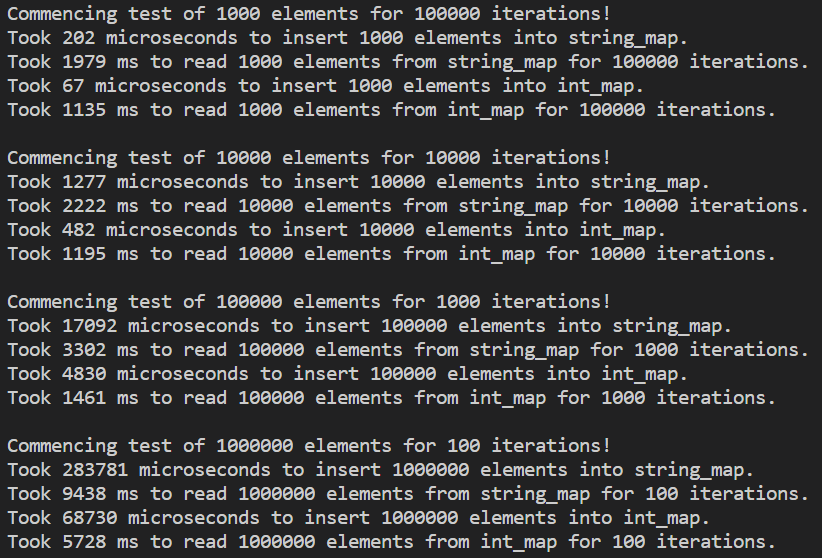 Commencing test of 1000 elements for 100000 iterations!
Took 202 microseconds to insert 1000 elements into string_map.
Took 1979 ms to read 1000 elements from string_map for 100000 iterations.
Took 67 microseconds to insert 1000 elements into int_map.
Took 1135 ms to read 1000 elements from int_map for 100000 iterations.

Commencing test of 10000 elements for 10000 iterations!
Took 1277 microseconds to insert 10000 elements into string_map.
Took 2222 ms to read 10000 elements from string_map for 10000 iterations.
Took 482 microseconds to insert 10000 elements into int_map.
Took 1195 ms to read 10000 elements from int_map for 10000 iterations.

Commencing test of 100000 elements for 1000 iterations!
Took 17092 microseconds to insert 100000 elements into string_map.
Took 3302 ms to read 100000 elements from string_map for 1000 iterations.
Took 4830 microseconds to insert 100000 elements into int_map.
Took 1461 ms to read 100000 elements from int_map for 1000 iterations.

Commencing test of 1000000 elements for 100 iterations!
Took 283781 microseconds to insert 1000000 elements into string_map.
Took 9438 ms to read 1000000 elements from string_map for 100 iterations.
Took 68730 microseconds to insert 1000000 elements into int_map.
Took 5728 ms to read 1000000 elements from int_map for 100 iterations.